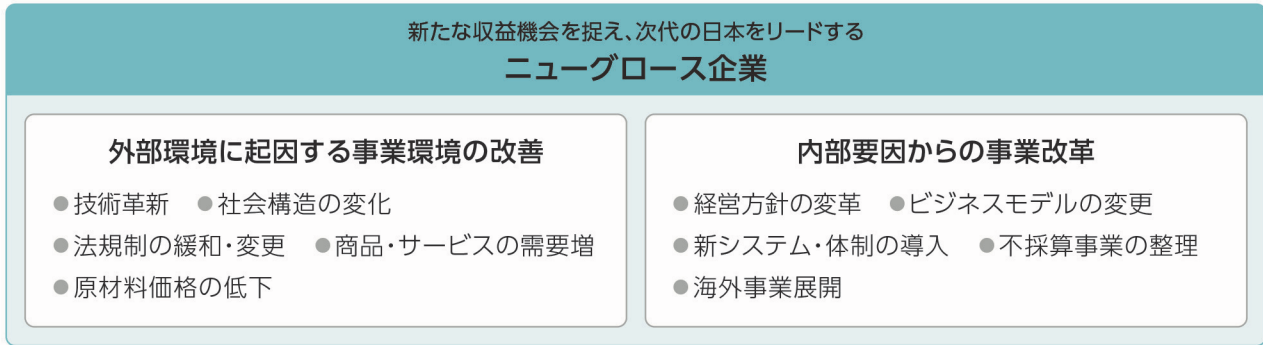 新たな収益機会を捉え、次代の日本をリードする
ニューグロース企業
外部環境に起因する事業環境の改善
●技術革新 ●社会構造の変化
●法規制の緩和・変更 ●商品・サービスの需要増
●原材料価格の低下
内部要因からの事業改革
●経営方針の変革 ●ビジネスモデルの変更
●新システム・体制の導入 ●不採算事業の整理
●海外事業展開